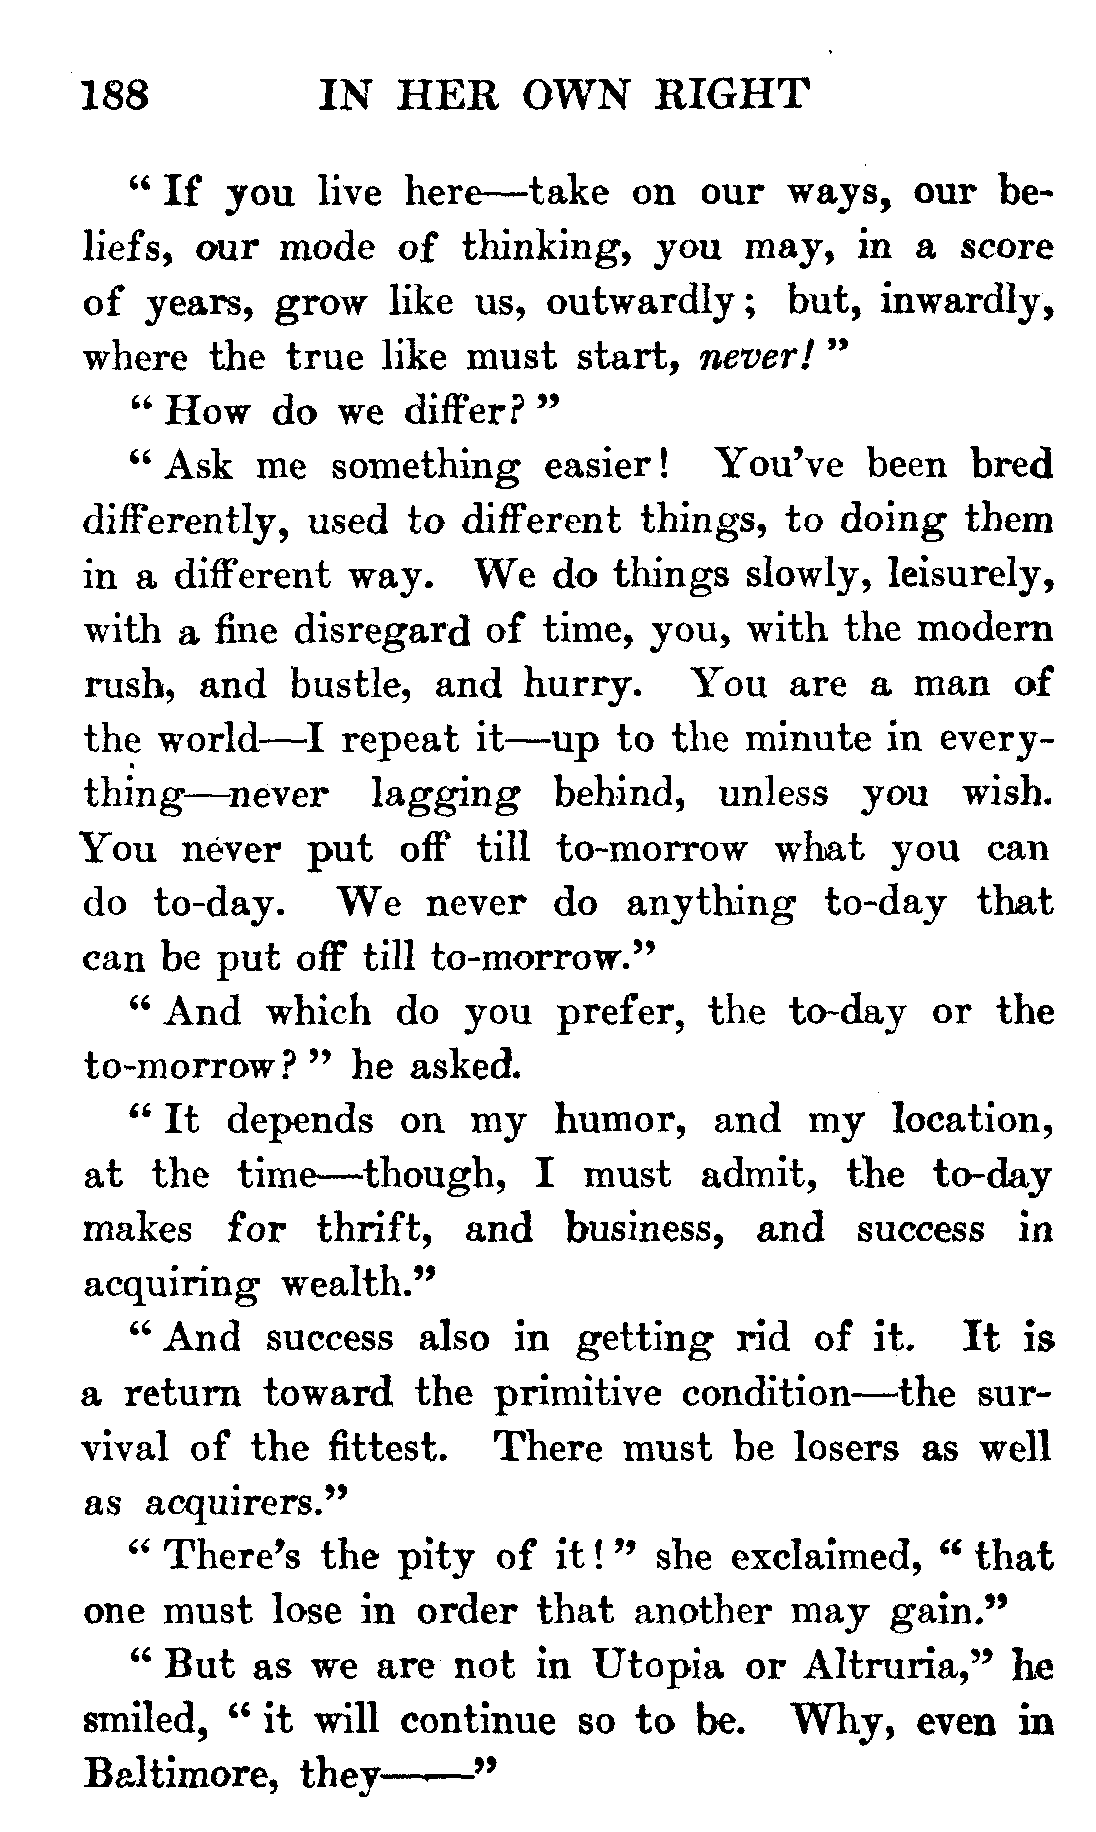 188 IN HER OWN RIGHT
“ If you live here—take on our ways, our be-
liefs, our mode of thinking, you may, in a score
of years, grow like us, outwardly ; but, inwardly,
where the true like must start, never! ”
“ How do we differ? ”
“ Ask me something easier! You’ve been bred
differently, used to different things, to doing them
in a different way. We do things slowly, leisurely,
with a fine disregard of time, you, with the modern
rush, and bustle, and hurry. You are a man of
the world—I repeat it—up to the minute in every-
thing—never lagging behind, unless you wish.
You never put off till to-morrow what you can
do to-day. We never do anything to-day that
can be put off till to-morrow.”
“ And which do you prefer, the to-day or the
to-morrow? ” he asked.
“ It depends on my humor, and my location,
at the time—though, I must admit, the to-day
makes for thrift, and business, and success in
acquiring wealth.”
“ And success also in getting rid of it. It is
a return toward the primitive condition—the sur-
vival of the fittest. There must be losers as well
as acquirers.”
“ There’s the pity of it! ” she exclaimed, “ that
one must lose in order that another may gain.”
“ But as we are not in Utopia or Altruria,” he
smiled, “ it will continue so to be. Why, even in
Baltimore, they——”